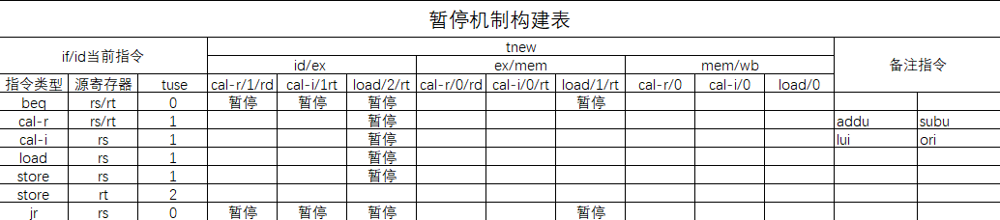 暂停机制构建表
if/id当前指令 tnew 备注指令
id/ex ex/mem mem/wb
指令类型 源寄存器 tuse cal-r/1/rd cal-i/1rt load/2/rt cal-r/0/rd cal-i/0/rt load/1/rt cal-r/0 cal-i/0 load/0
beq rs/rt 0 暂停 暂停 暂停 暂停
cal-r rs/rt 1 暂停 addu subu
cal-i rs 1 暂停 lui ori
load rs 1 暂停
store rs 1 暂停
store rt 2
jr rs 0 暂停 暂停 暂停 暂停